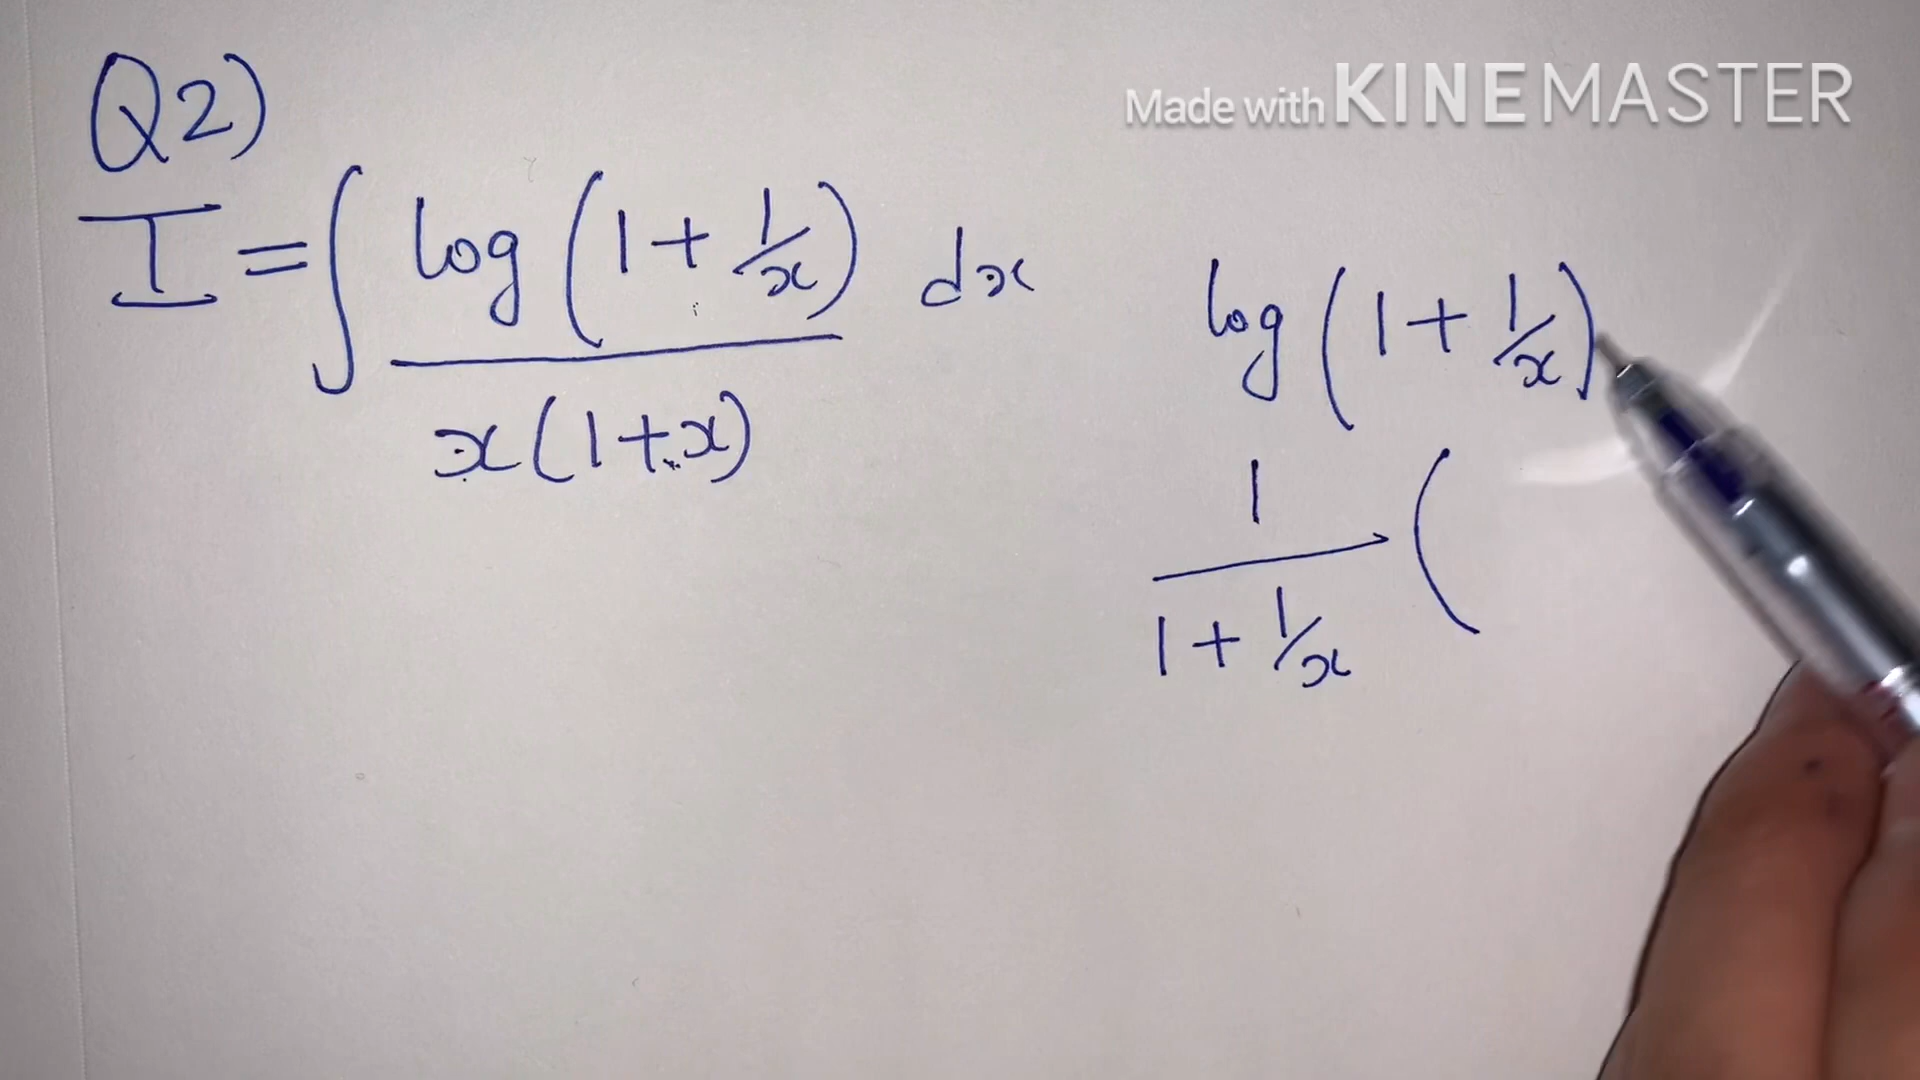 Made with KINEMASTER
Q2)
I = ∫ log (1 + 1/x) / x(1+x) dx
log (1 + 1/x)
1 / 1 + 1/x (